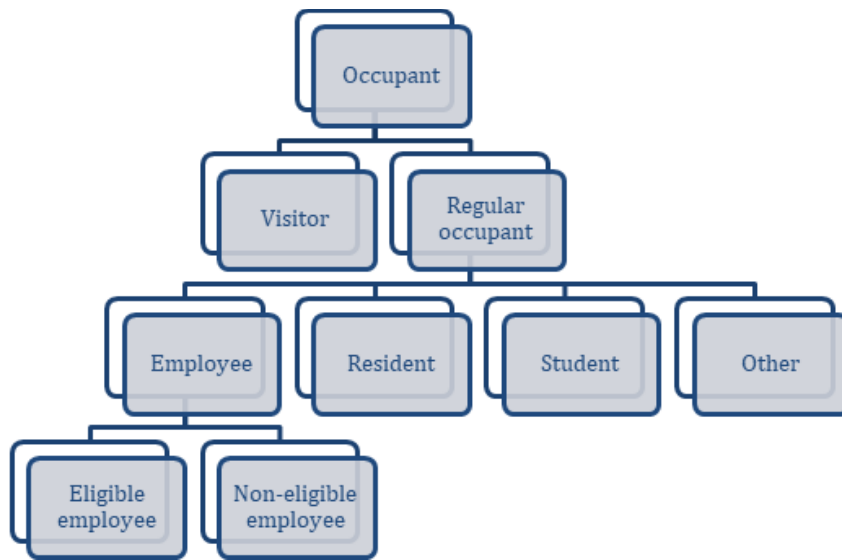 Occupant
Visitor
Regular
occupant
Employee
Resident
Student
Other
Eligible
employee
Non-eligible
employee